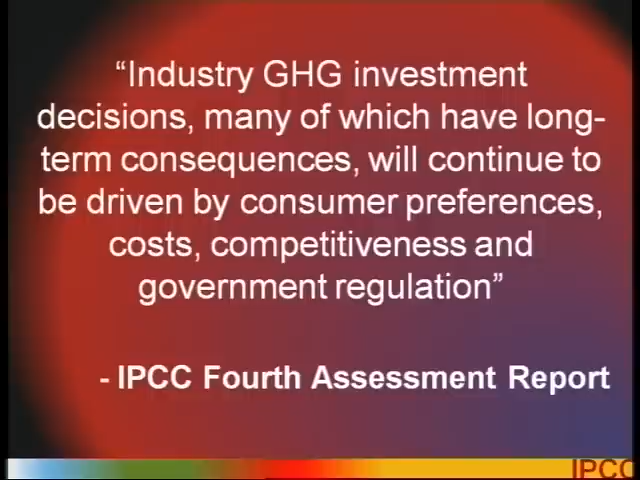 “Industry GHG investment
decisions, many of which have long-
term consequences, will continue to
be driven by consumer preferences,
costs, competitiveness and
government regulation”
- IPCC Fourth Assessment Report
IPCC